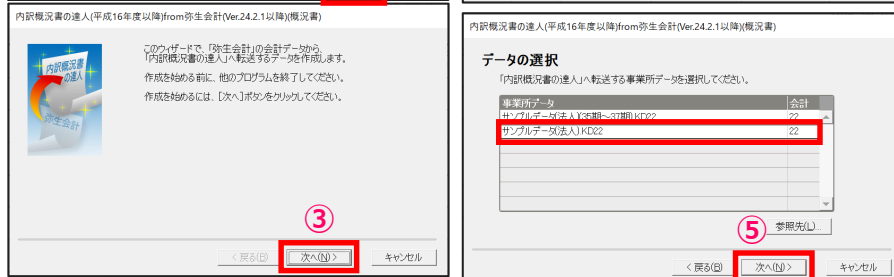 内訳概況書の達人(平成16年度以降)from弥生会計(Ver.24.2.1以降)(概況書)
内訳概況書
の達人
弥生会計
このウィザードで、「弥生会計」の会計データから、
「内訳概況書の達人」へ転送するデータを作成します。
作成を始める前に、他のプログラムを終了してください。
作成を始めるには、[次へ]ボタンをクリックしてください。
③
< 戻る(B)
次へ(N) >
キャンセル
内訳概況書の達人(平成16年度以降)from弥生会計(Ver.24.2.1以降)(概況書)
データの選択
「内訳概況書の達人」へ転送する事業所データを選択してください。
事業所データ 会計
サンプルデータ(法人)(35期～37期).KD22 22
サンプルデータ(法人).KD22 22
参照先(L)...
⑤
< 戻る(B)
次へ(N) >
キャンセル